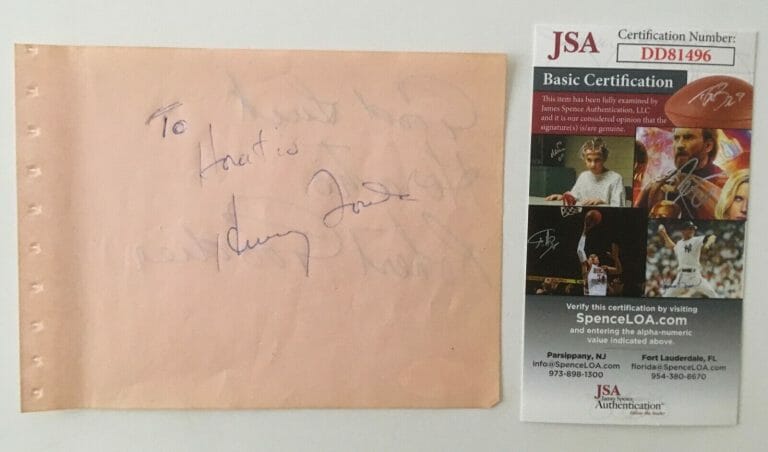 To
Horatio
Henry Fonda
JSA
Certification Number:
DD81496
Basic Certification
This item has been fully examined by
James Spence Authentication, LLC
and it is our considered opinion that the
signature(s) is/are genuine.
Verify this certification by visiting
SpenceLOA.com
and entering the alpha-numeric
value indicated above.
Parsippany, NJ
info@SpenceLOA.com
973-898-1300
Fort Lauderdale, FL
florida@SpenceLOA.com
954-380-8670
JSA
James Spence
Authentication